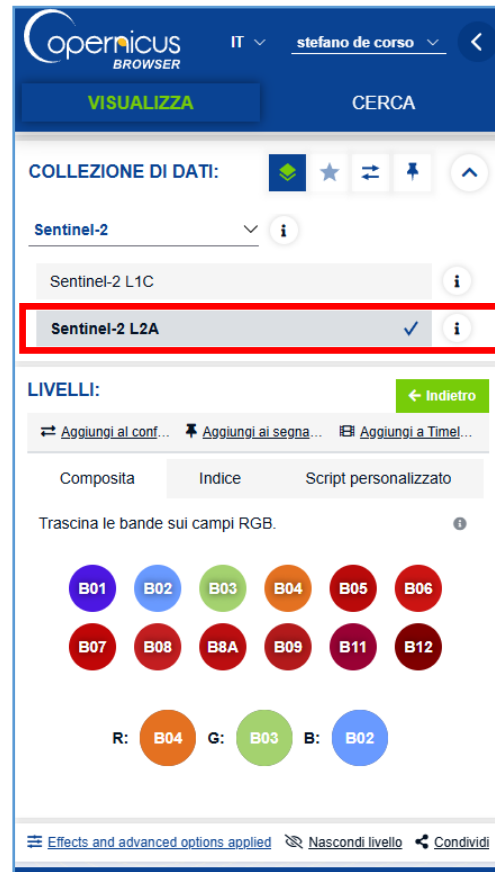 opernicus
BROWSER
IT
stefano de corso
VISUALIZZA
CERCA
COLLEZIONE DI DATI:
Sentinel-2
i
Sentinel-2 L1C
i
Sentinel-2 L2A
i
LIVELLI:
Indietro
Aggiungi al conf... Aggiungi ai segna... Aggiungi a Timel...
Composita Indice Script personalizzato
Trascina le bande sui campi RGB.
i
B01 B02 B03 B04 B05 B06
B07 B08 B8A B09 B11 B12
R: B04 G: B03 B: B02
Effects and advanced options applied Nascondi livello Condividi